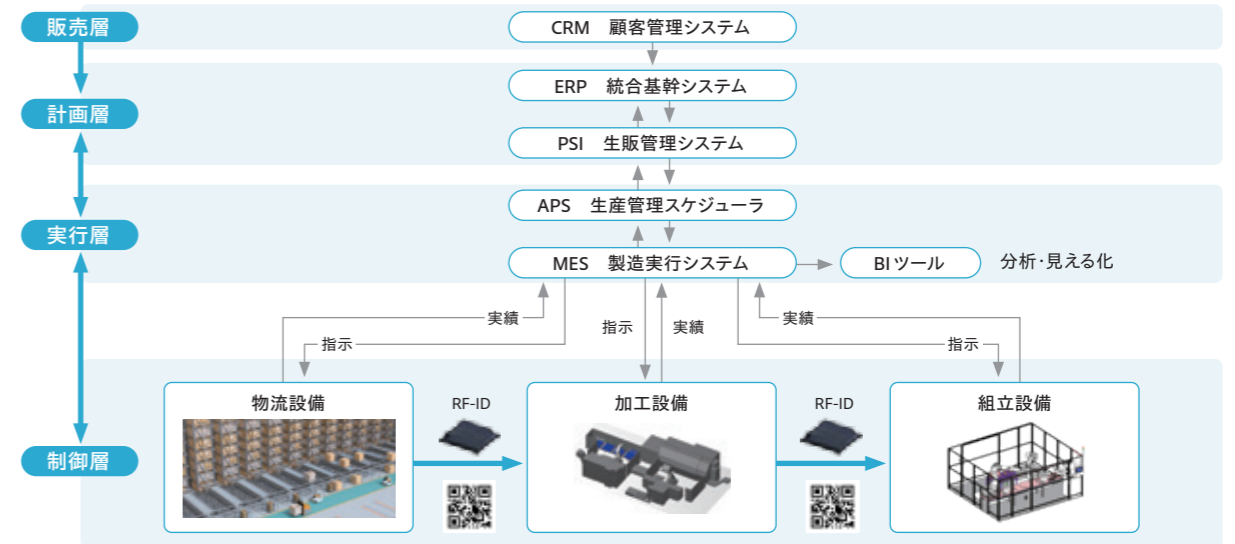 販売層
CRM 顧客管理システム
計画層
ERP 統合基幹システム
PSI 生販管理システム
実行層
APS 生産管理スケジューラ
MES 製造実行システム
BIツール
分析・見える化
実績
指示
指示
実績
実績
指示
制御層
物流設備
RF-ID
加工設備
RF-ID
組立設備